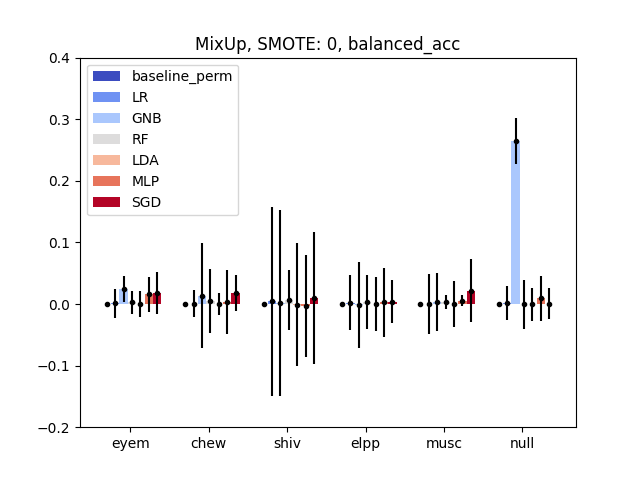 MixUp, SMOTE: 0, balanced_acc
0.4
0.3
0.2
0.1
0.0
−0.1
−0.2
baseline_perm
LR
GNB
RF
LDA
MLP
SGD
eyem chew shiv elpp musc null